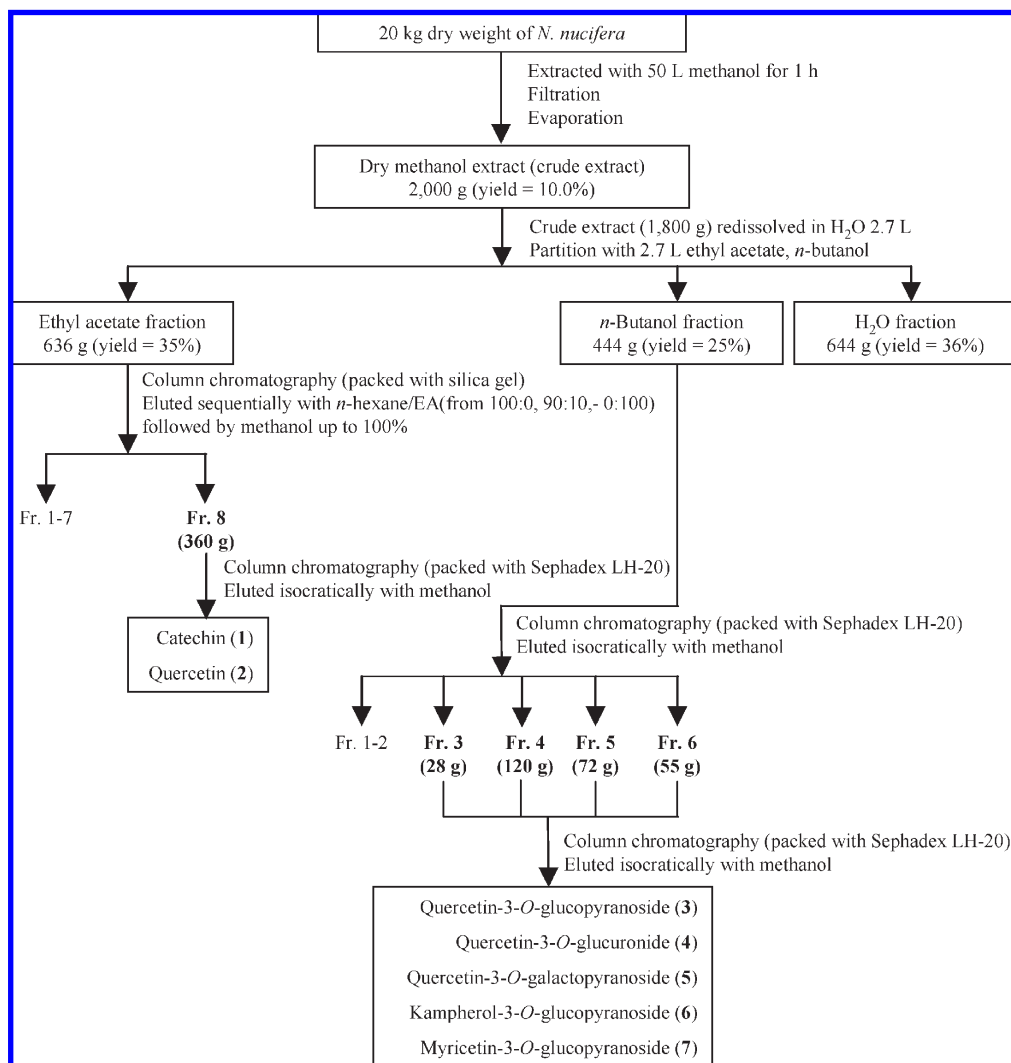 20 kg dry weight of N. nucifera
Extracted with 50 L methanol for 1 h
Filtration
Evaporation
Dry methanol extract (crude extract)
2,000 g (yield = 10.0%)
Crude extract (1,800 g) redissolved in H2O 2.7 L
Partition with 2.7 L ethyl acetate, n-butanol
Ethyl acetate fraction
636 g (yield = 35%)
n-Butanol fraction
444 g (yield = 25%)
H2O fraction
644 g (yield = 36%)
Column chromatography (packed with silica gel)
Eluted sequentially with n-hexane/EA(from 100:0, 90:10,- 0:100)
followed by methanol up to 100%
Fr. 1-7
Fr. 8
(360 g)
Column chromatography (packed with Sephadex LH-20)
Eluted isocratically with methanol
Catechin (1)
Quercetin (2)
Column chromatography (packed with Sephadex LH-20)
Eluted isocratically with methanol
Fr. 1-2
Fr. 3
(28 g)
Fr. 4
(120 g)
Fr. 5
(72 g)
Fr. 6
(55 g)
Column chromatography (packed with Sephadex LH-20)
Eluted isocratically with methanol
Quercetin-3-O-glucopyranoside (3)
Quercetin-3-O-glucuronide (4)
Quercetin-3-O-galactopyranoside (5)
Kampherol-3-O-glucopyranoside (6)
Myricetin-3-O-glucopyranoside (7)